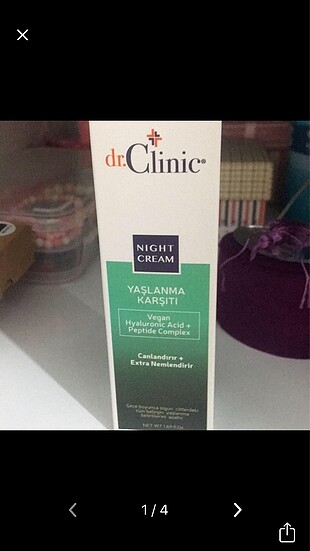 dr.Clinic®
NIGHT
CREAM
YAŞLANMA
KARŞITI
Vegan
Hyaluronic Acid +
Peptide Complex
Canlandırır +
Extra Nemlendirir
1 / 4